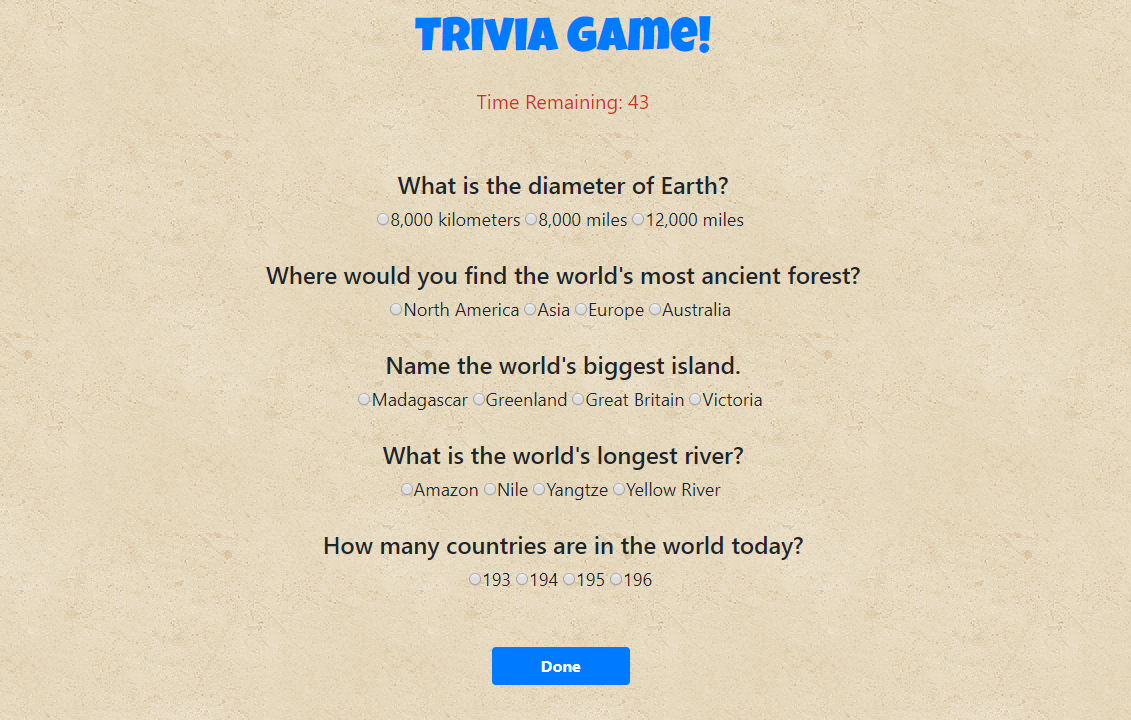 TRIVIA GAME!
Time Remaining: 43
What is the diameter of Earth?
8,000 kilometers 8,000 miles 12,000 miles
Where would you find the world's most ancient forest?
North America Asia Europe Australia
Name the world's biggest island.
Madagascar Greenland Great Britain Victoria
What is the world's longest river?
Amazon Nile Yangtze Yellow River
How many countries are in the world today?
193 194 195 196
Done